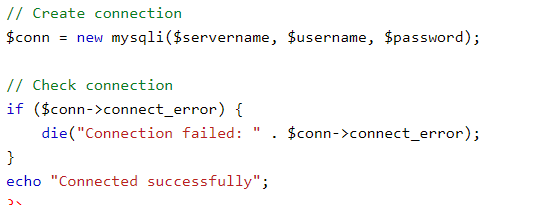 // Create connection
$conn = new mysqli($servername, $username, $password);
// Check connection
if ($conn->connect_error) {
    die("Connection failed: " . $conn->connect_error);
}
echo "Connected successfully";
?>